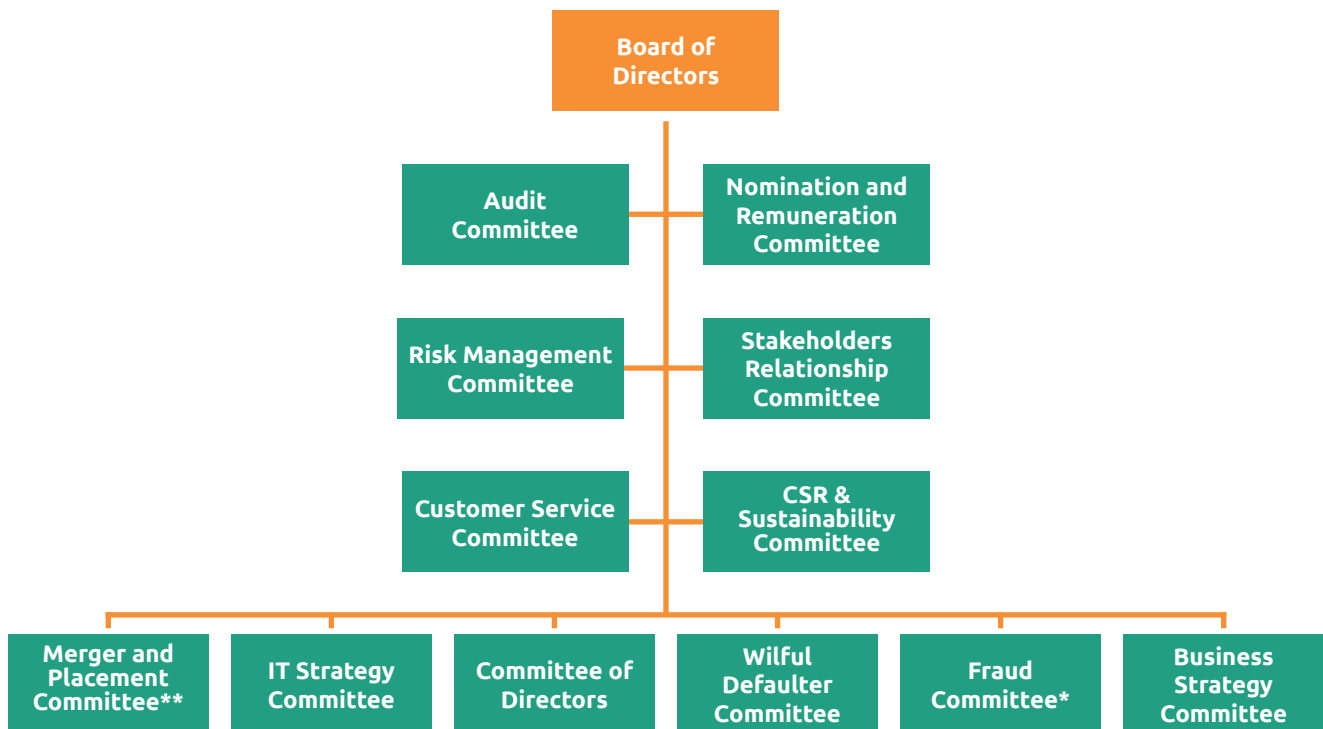 Board of
Directors
Audit
Committee
Nomination and
Remuneration
Committee
Risk Management
Committee
Stakeholders
Relationship
Committee
Customer Service
Committee
CSR &
Sustainability
Committee
Merger and
Placement
Committee**
IT Strategy
Committee
Committee of
Directors
Wilful
Defaulter
Committee
Fraud
Committee*
Business
Strategy
Committee